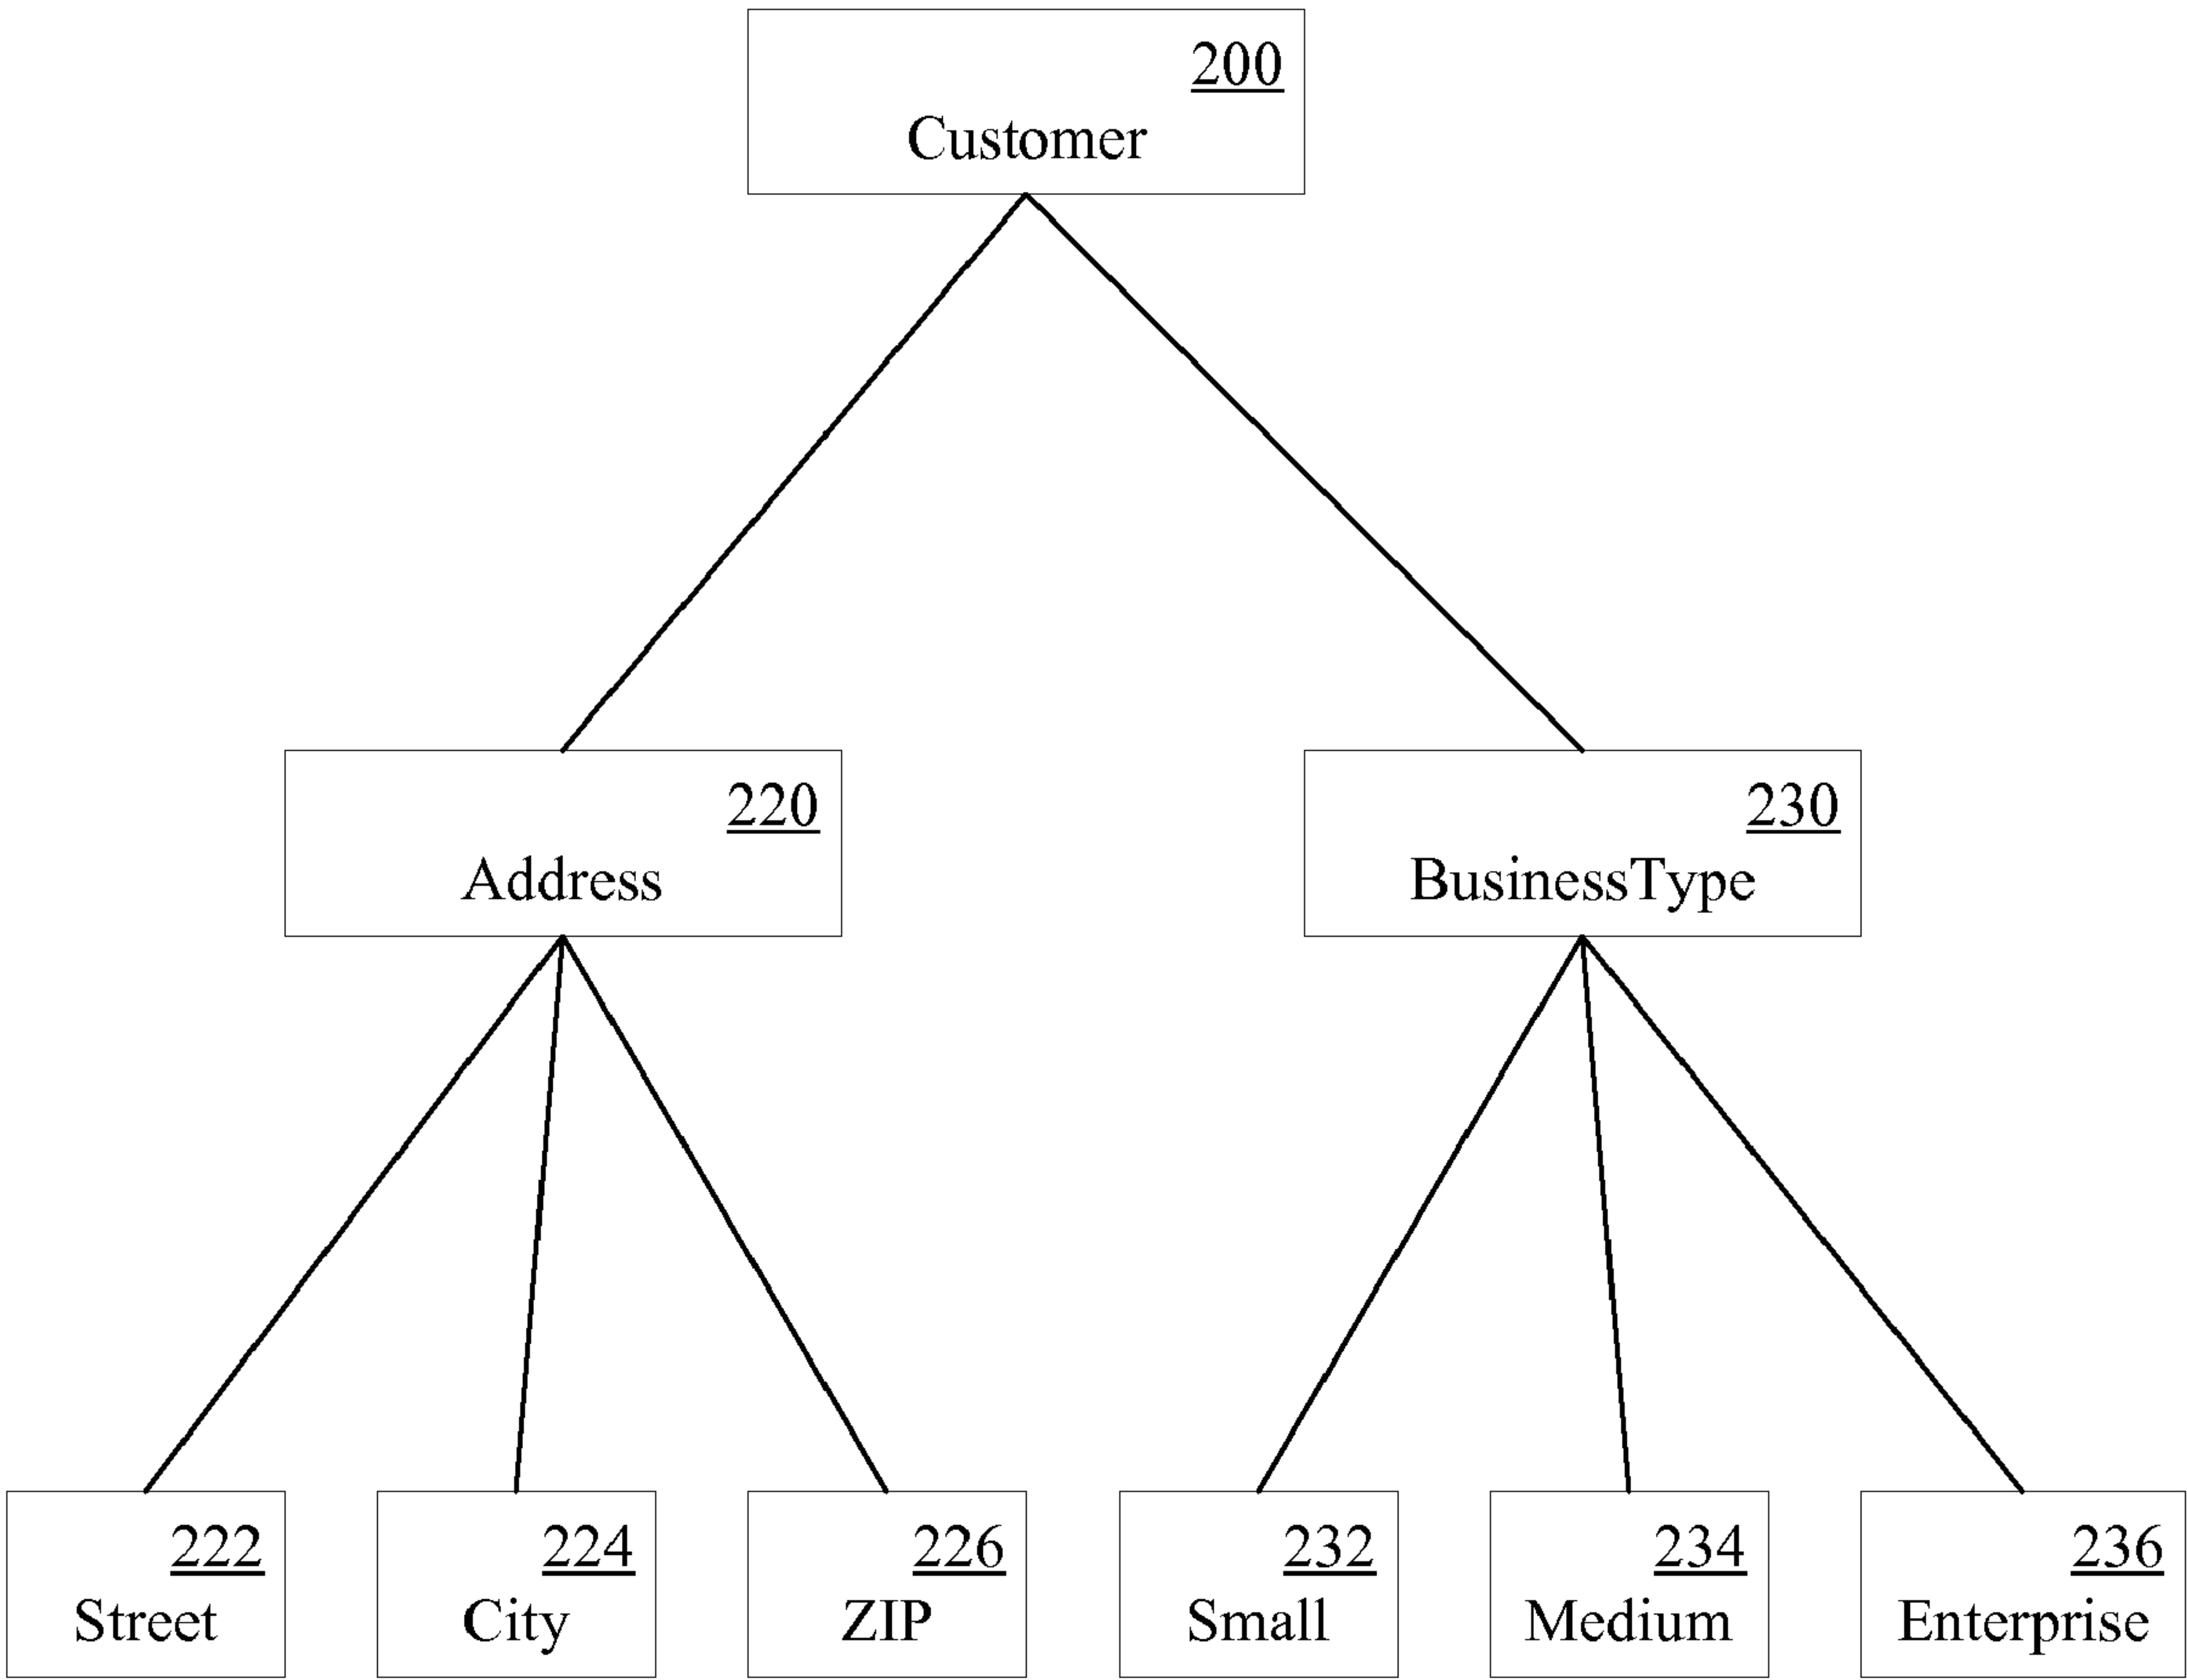 200
Customer
220
Address
230
BusinessType
222
Street
224
City
226
ZIP
232
Small
234
Medium
236
Enterprise